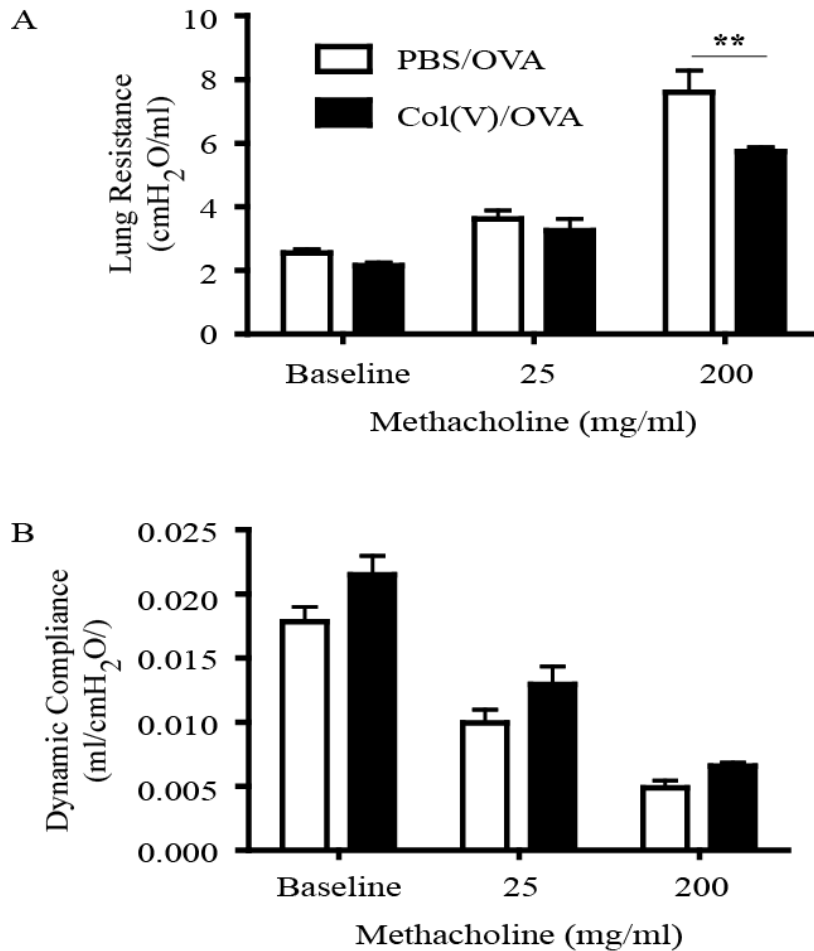 A
10
8
6
4
2
0
Lung Resistance
(cmH2O/ml)
**
PBS/OVA
Col(V)/OVA
Baseline 25 200
Methacholine (mg/ml)
B
0.025
0.020
0.015
0.010
0.005
0.000
Dynamic Compliance
(ml/cmH2O/)
Baseline 25 200
Methacholine (mg/ml)